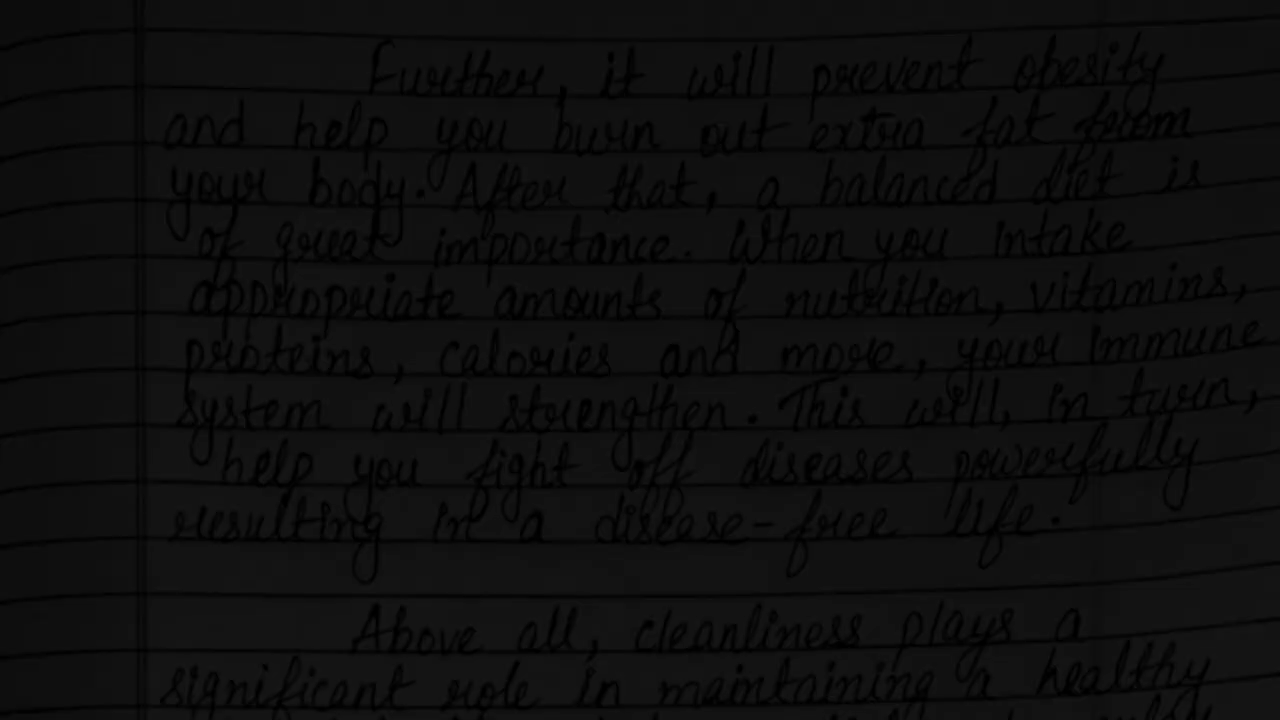 Further, it will prevent obesity
and help you burn out extra fat from
your body. After that, a balanced diet is
of great importance. When you intake
appropriate amounts of nutrition, vitamins,
proteins, calories and more, your immune
system will strengthen. This will, in turn,
help you fight off diseases powerfully
resulting in a disease-free life.
Above all, cleanliness plays a
significant role in maintaining a healthy